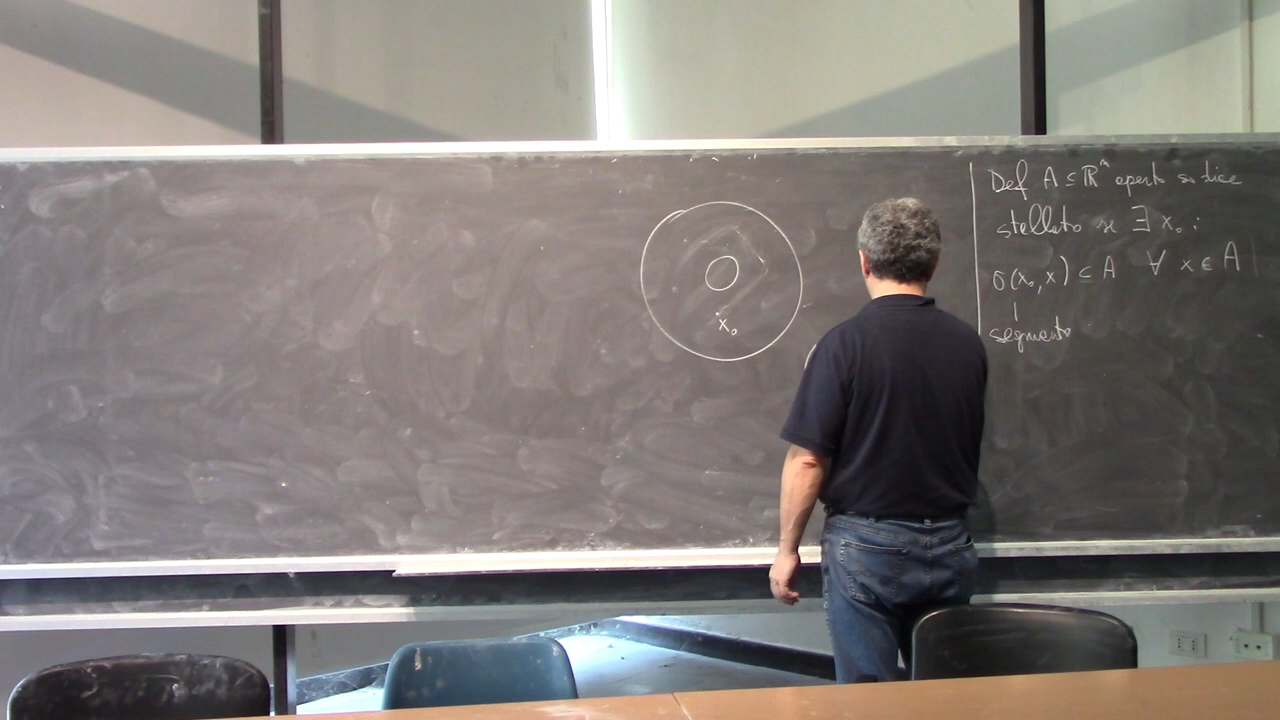 x₀
Def A ⊆ ℝⁿ aperto si dice
stellato se ∃ x₀ :
σ(x₀, x) ⊆ A ∀ x ∈ A
segmento